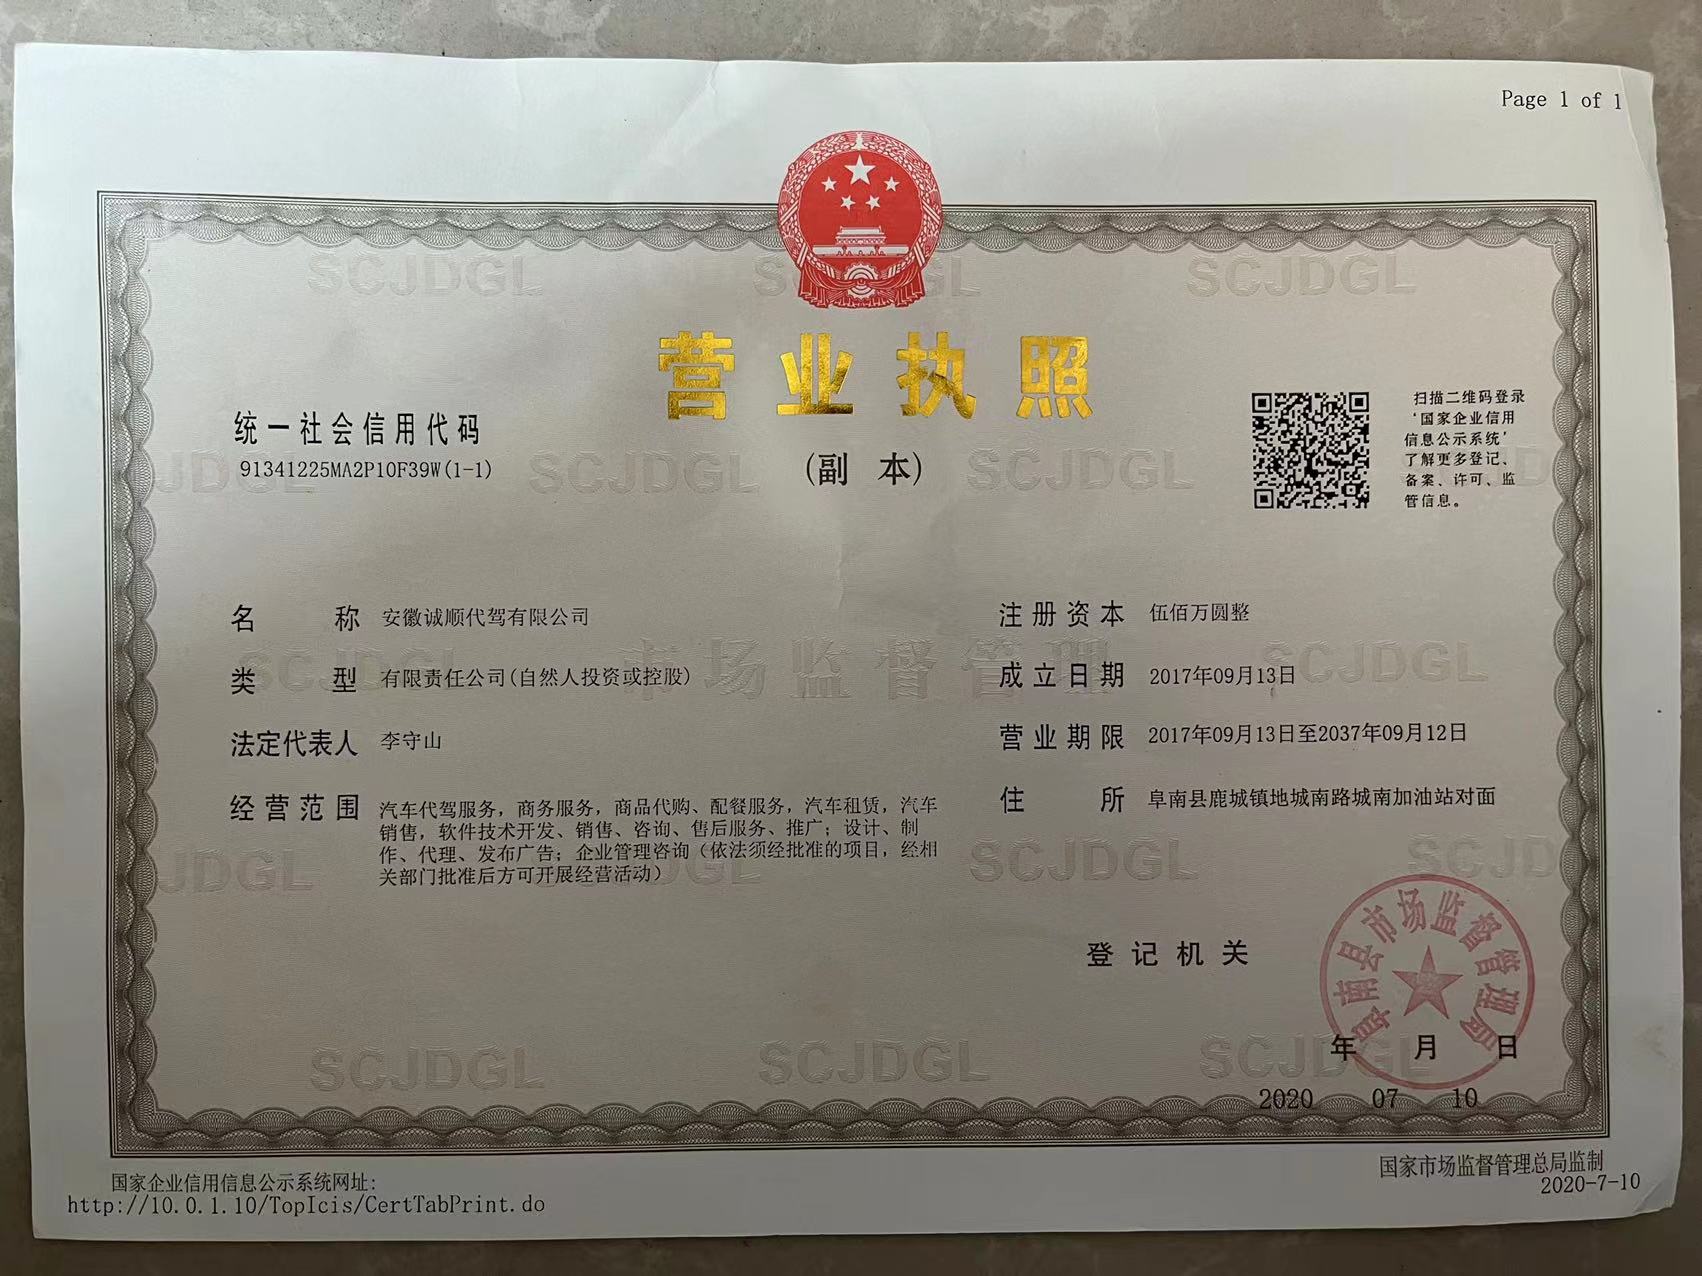 Page 1 of 1
营业执照
(副 本)
统一社会信用代码
91341225MA2P10F39W(1-1)
扫描二维码登录
‘国家企业信用
信息公示系统’
了解更多登记、
备案、许可、监
管信息。
名 称 安徽诚顺代驾有限公司
类 型 有限责任公司(自然人投资或控股)
法定代表人 李守山
经营范围 汽车代驾服务，商务服务，商品代购、配餐服务，汽车租赁，汽车
销售，软件技术开发、销售、咨询、售后服务、推广；设计、制
作、代理、发布广告；企业管理咨询（依法须经批准的项目，经相
关部门批准后方可开展经营活动）
注册资本 伍佰万圆整
成立日期 2017年09月13日
营业期限 2017年09月13日至2037年09月12日
住 所 阜南县鹿城镇地城南路城南加油站对面
登记机关
阜南县市场监督管理局
年 月 日
2020 07 10
国家企业信用信息公示系统网址:
http://10.0.1.10/TopIcis/CertTabPrint.do
国家市场监督管理总局监制
2020-7-10
SCJDGL
市场监督管理